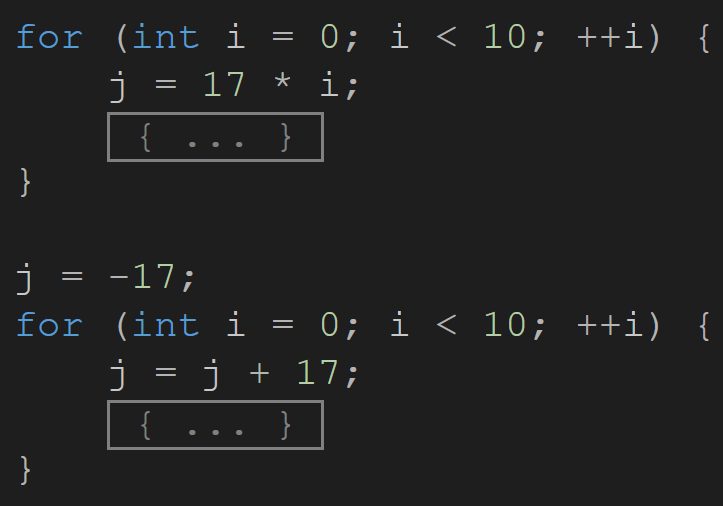 for (int i = 0; i < 10; ++i) {
    j = 17 * i;
    { ... }
}

j = -17;
for (int i = 0; i < 10; ++i) {
    j = j + 17;
    { ... }
}